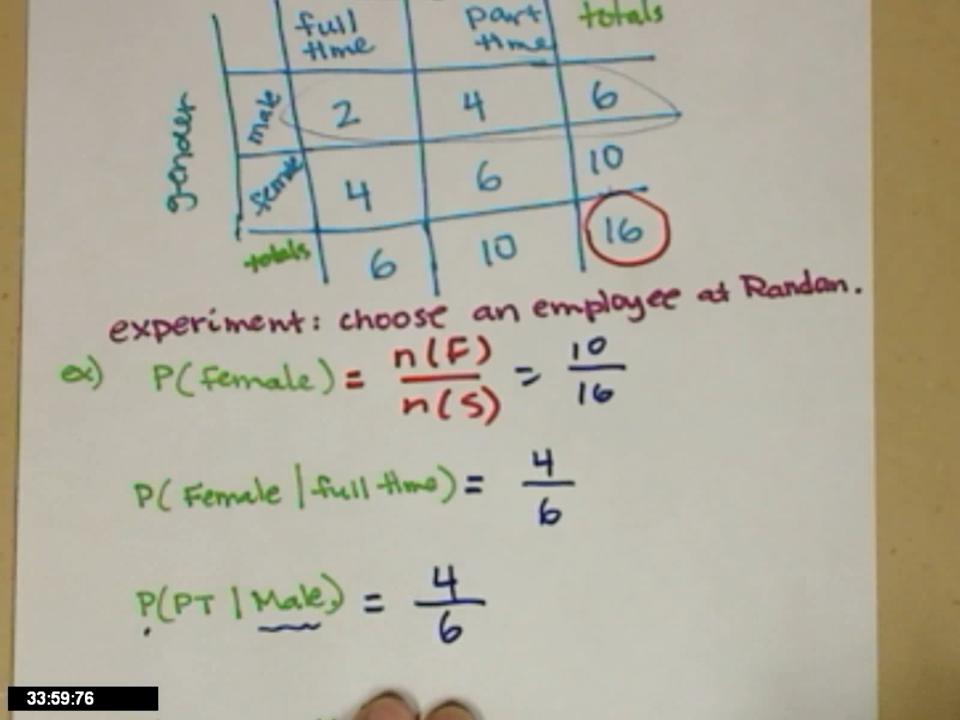 full time part time totals
male 2 4 6
gender
female 4 6 10
totals 6 10 16
experiment: choose an employee at Random.
ex) P(female) = n(F)/n(S) = 10/16
P(Female | full time) = 4/6
P(PT | Male) = 4/6
33:59:76